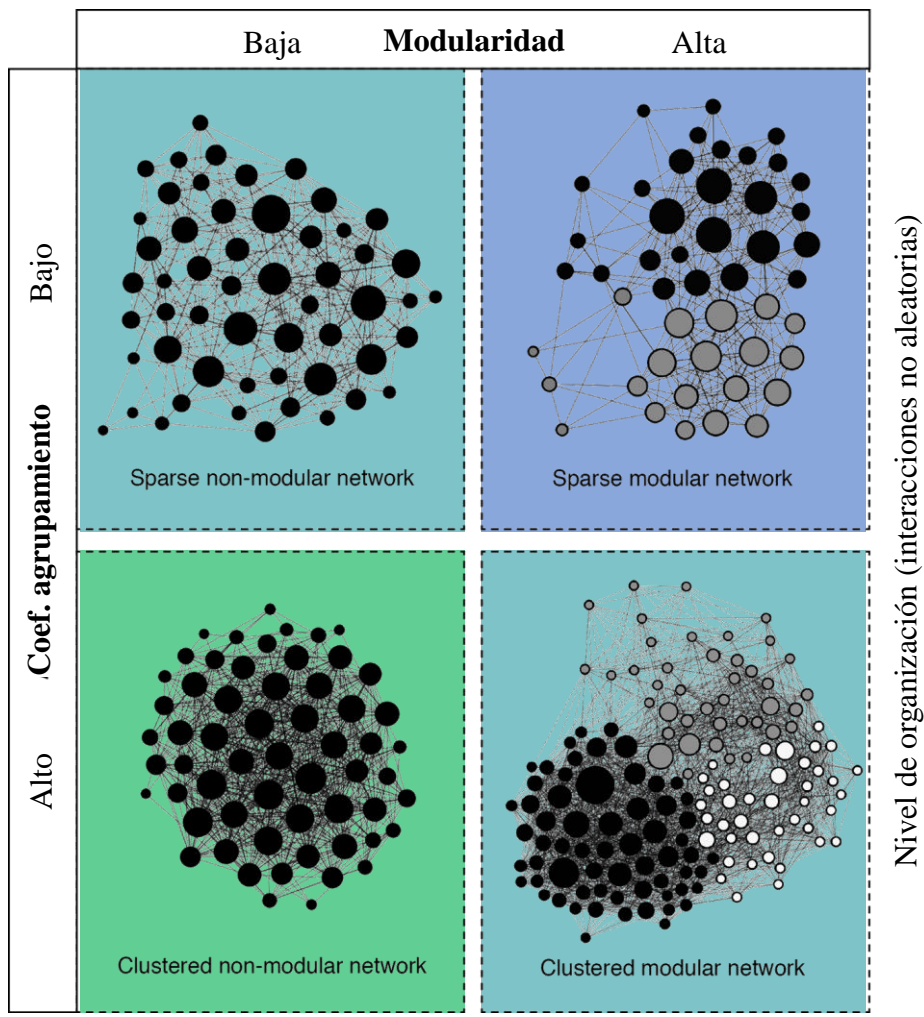 Baja Modularidad Alta
Bajo
Sparse non-modular network
Sparse modular network
.Coef. agrupamiento
Alto
Clustered non-modular network
Clustered modular network
Nivel de organización (interacciones no aleatorias)